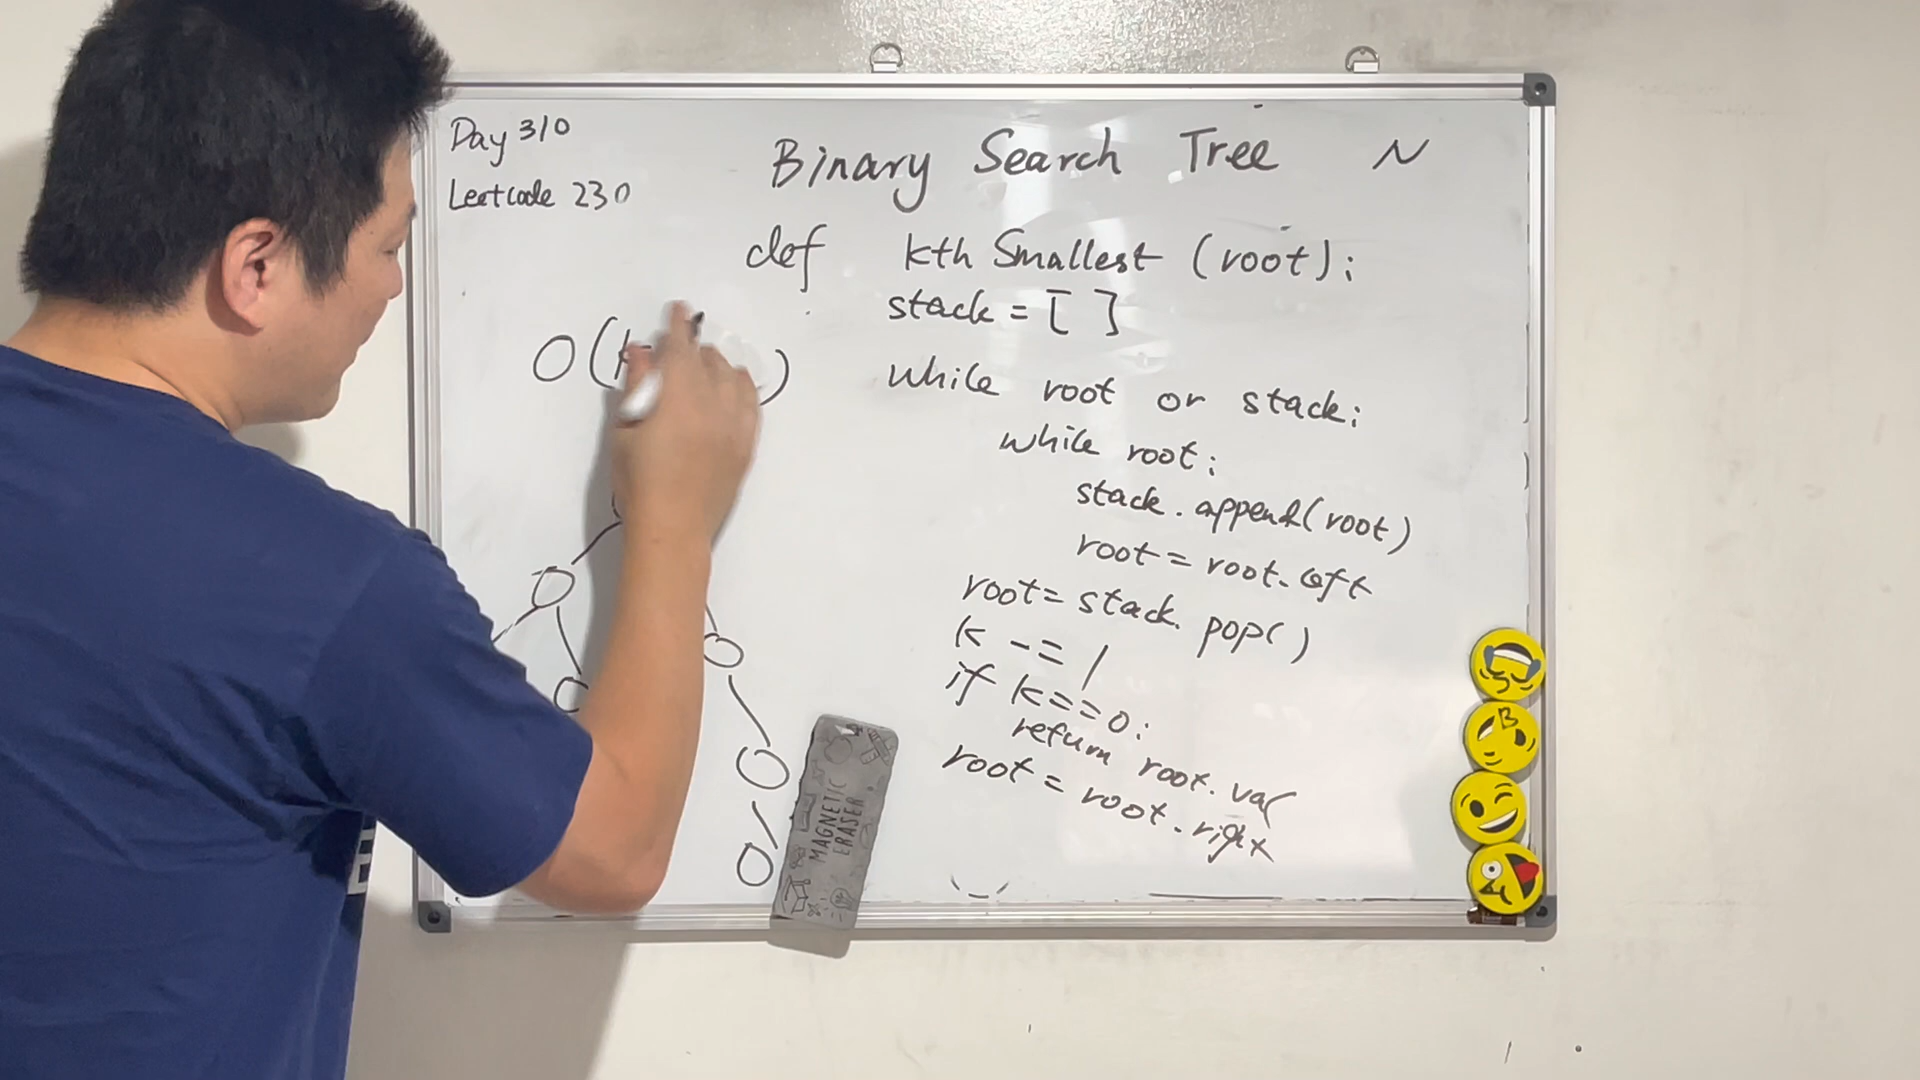 Day 310
Leetcode 230
Binary Search Tree N
def kth Smallest (root):
stack = [ ]
O(k )
while root or stack:
while root:
stack.append(root)
root = root.left
root = stack.pop()
k -= 1
if k==0:
return root.val
root = root.right
MAGNETIC
ERASER